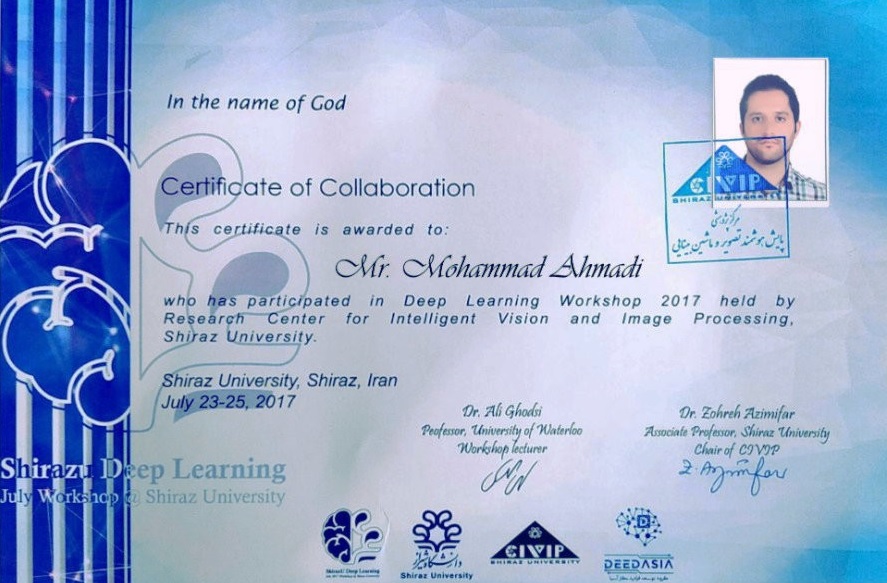 In the name of God
Certificate of Collaboration
This certificate is awarded to:
Mr. Mohammad Ahmadi
who has participated in Deep Learning Workshop 2017 held by
Research Center for Intelligent Vision and Image Processing,
Shiraz University.
Shiraz University, Shiraz, Iran
July 23-25, 2017
CIVIP
SHIRAZ UNIVERSITY
مرکز پژوهشی
پایش هوشمند تصویر و ماشین بینایی
Dr. Ali Ghodsi
Peofessor, University of Waterloo
Workshop lecturer
Dr. Zohreh Azimifar
Associate Professor, Shiraz University
Chair of CIVIP
Z. Azimifar
Shirazu Deep Learning
July Workshop @ Shiraz University
ShirazU Deep Learning
دانشگاه شیراز
Shiraz University
CIVIP
SHIRAZ UNIVERSITY
DEEDASIA